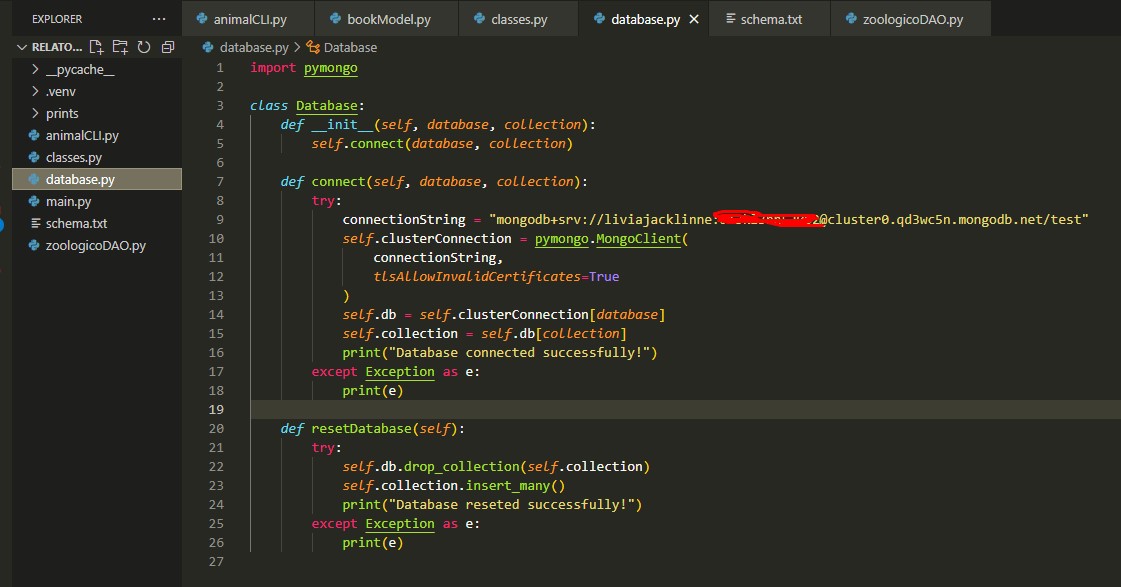 EXPLORER ...
RELATO...
__pycache__
.venv
prints
animalCLI.py
classes.py
database.py
main.py
schema.txt
zoologicoDAO.py
animalCLI.py bookModel.py classes.py database.py schema.txt zoologicoDAO.py
database.py > Database
1 import pymongo
2
3 class Database:
4 def __init__(self, database, collection):
5 self.connect(database, collection)
6
7 def connect(self, database, collection):
8 try:
9 connectionString = "mongodb+srv://liviajacklinne: @cluster0.qd3wc5n.mongodb.net/test"
10 self.clusterConnection = pymongo.MongoClient(
11 connectionString,
12 tlsAllowInvalidCertificates=True
13 )
14 self.db = self.clusterConnection[database]
15 self.collection = self.db[collection]
16 print("Database connected successfully!")
17 except Exception as e:
18 print(e)
19
20 def resetDatabase(self):
21 try:
22 self.db.drop_collection(self.collection)
23 self.collection.insert_many()
24 print("Database reseted successfully!")
25 except Exception as e:
26 print(e)
27